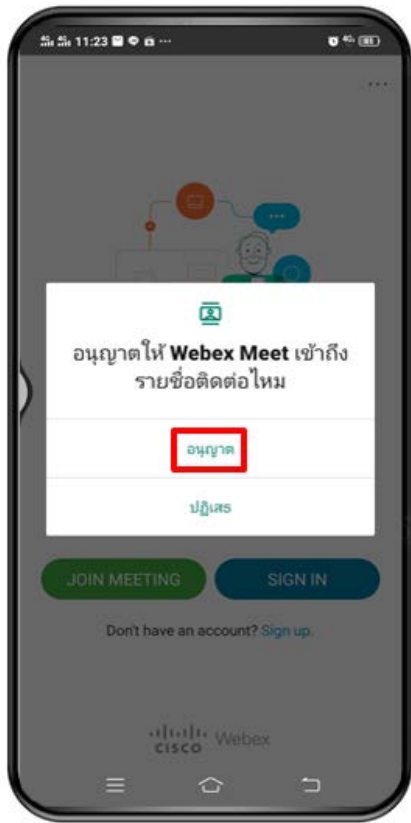 11:23
...
อนุญาตให้ Webex Meet เข้าถึง
รายชื่อติดต่อไหม
อนุญาต
ปฏิเสธ
JOIN MEETING
SIGN IN
Don't have an account? Sign up.
cisco Webex